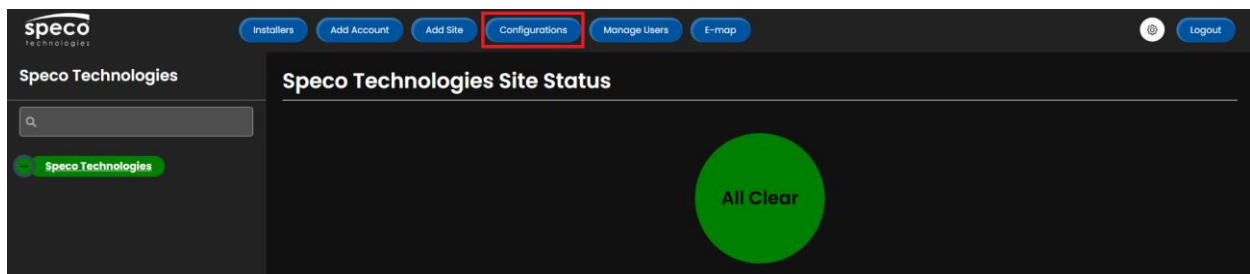 speco
technologies
Installers
Add Account
Add Site
Configurations
Manage Users
E-map
Logout
Speco Technologies
Speco Technologies Site Status
Speco Technologies
All Clear